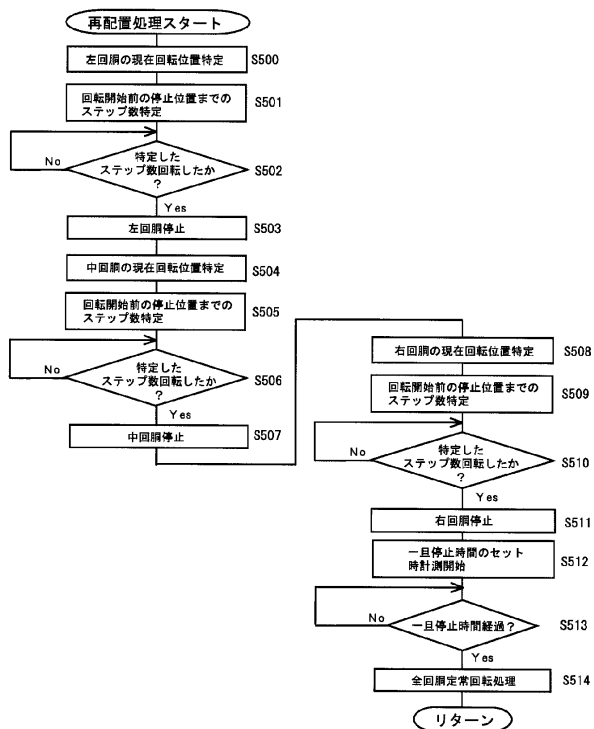 再配置処理スタート
左回胴の現在回転位置特定 S500
回転開始前の停止位置までの
ステップ数特定 S501
特定した
ステップ数回転したか
?
No S502
Yes
左回胴停止 S503
中回胴の現在回転位置特定 S504
回転開始前の停止位置までの
ステップ数特定 S505
特定した
ステップ数回転したか
?
No S506
Yes
中回胴停止 S507
右回胴の現在回転位置特定 S508
回転開始前の停止位置までの
ステップ数特定 S509
特定した
ステップ数回転したか
?
No S510
Yes
右回胴停止 S511
一旦停止時間のセット
時計測開始 S512
一旦停止時間経過?
No S513
Yes
全回胴定常回転処理 S514
リターン